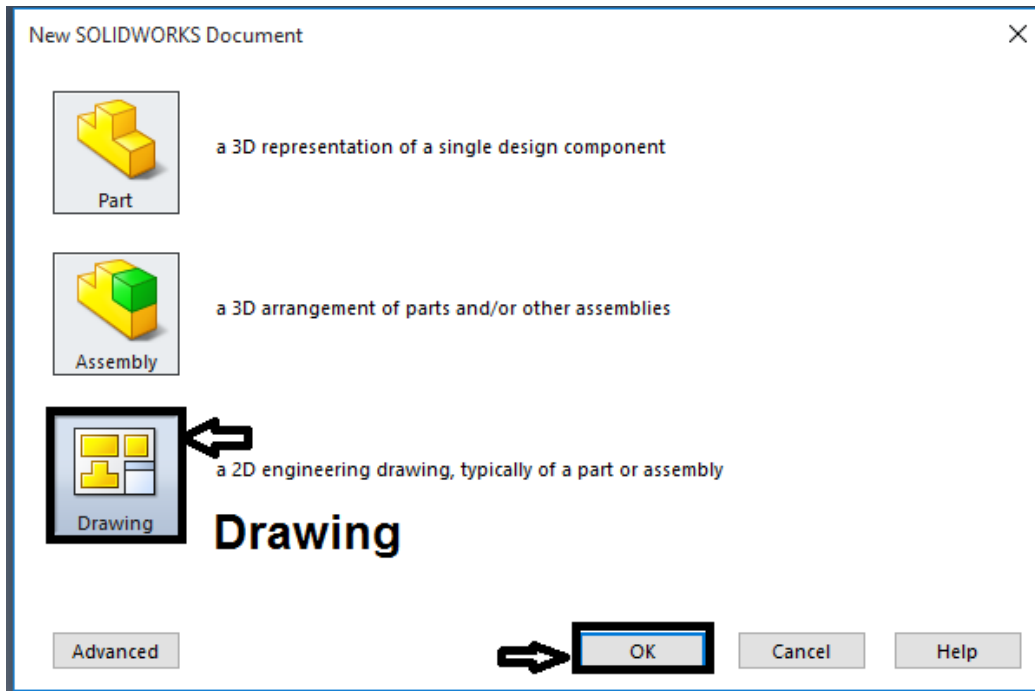 New SOLIDWORKS Document
Part
a 3D representation of a single design component
Assembly
a 3D arrangement of parts and/or other assemblies
Drawing
a 2D engineering drawing, typically of a part or assembly
Drawing
Advanced
OK
Cancel
Help